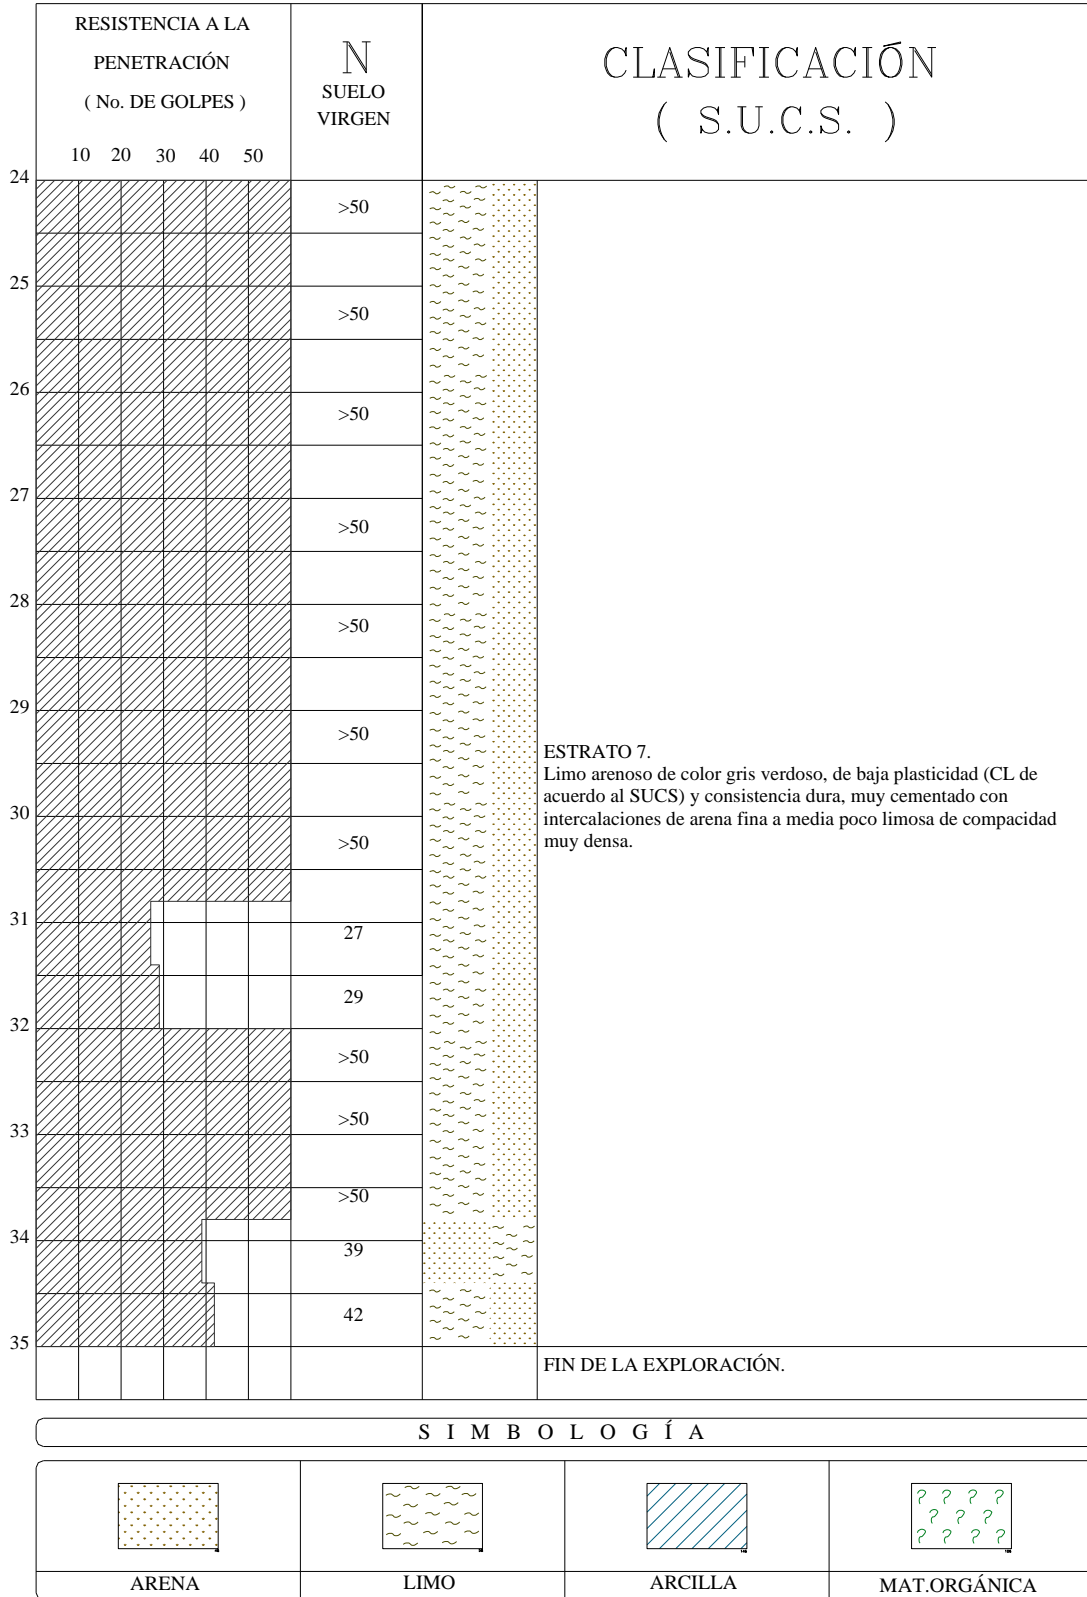 RESISTENCIA A LA
PENETRACIÓN
( No. DE GOLPES )
10 20 30 40 50
N
SUELO
VIRGEN
CLASIFICACIÓN
( S.U.C.S. )
24
>50
25
>50
26
>50
27
>50
28
>50
29
>50
30
>50
31
27
29
32
>50
>50
33
>50
34
39
42
35
ESTRATO 7.
Limo arenoso de color gris verdoso, de baja plasticidad (CL de
acuerdo al SUCS) y consistencia dura, muy cementado con
intercalaciones de arena fina a media poco limosa de compacidad
muy densa.
FIN DE LA EXPLORACIÓN.
SIMBOLOGÍA
ARENA
LIMO
ARCILLA
? ? ? ?
? ? ?
? ? ? ?
MAT.ORGÁNICA